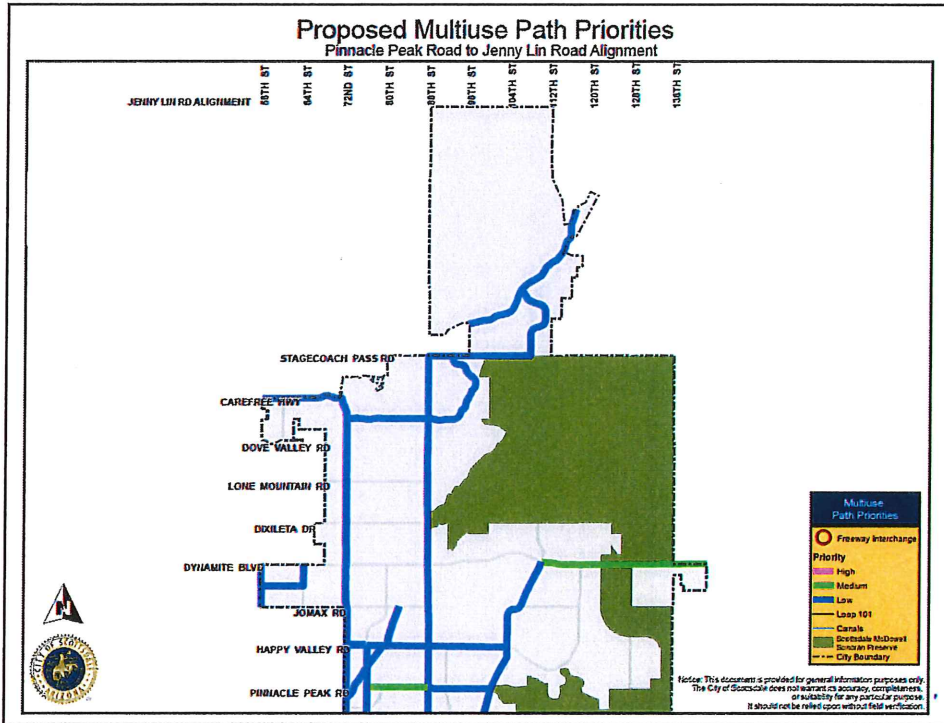 Proposed Multiuse Path Priorities
Pinnacle Peak Road to Jenny Lin Road Alignment
56TH ST
64TH ST
72ND ST
80TH ST
88TH ST
96TH ST
104TH ST
112TH ST
120TH ST
128TH ST
136TH ST
JENNY LIN RD ALIGNMENT
STAGECOACH PASS RD
CAREFREE HWY
DOVE VALLEY RD
LONE MOUNTAIN RD
DIXILETA DR
DYNAMITE BLVD
JOMAX RD
HAPPY VALLEY RD
PINNACLE PEAK RD
N
CITY OF SCOTTSDALE
ARIZONA
Multiuse
Path Priorities
Freeway Interchange
Priority
High
Medium
Low
Loop 101
Canals
Scottsdale McDowell
Sonoran Preserve
City Boundary
Notice: This document is provided for general information purposes only.
The City of Scottsdale does not warrant its accuracy, completeness,
or suitability for any particular purpose.
It should not be relied upon without field verification.